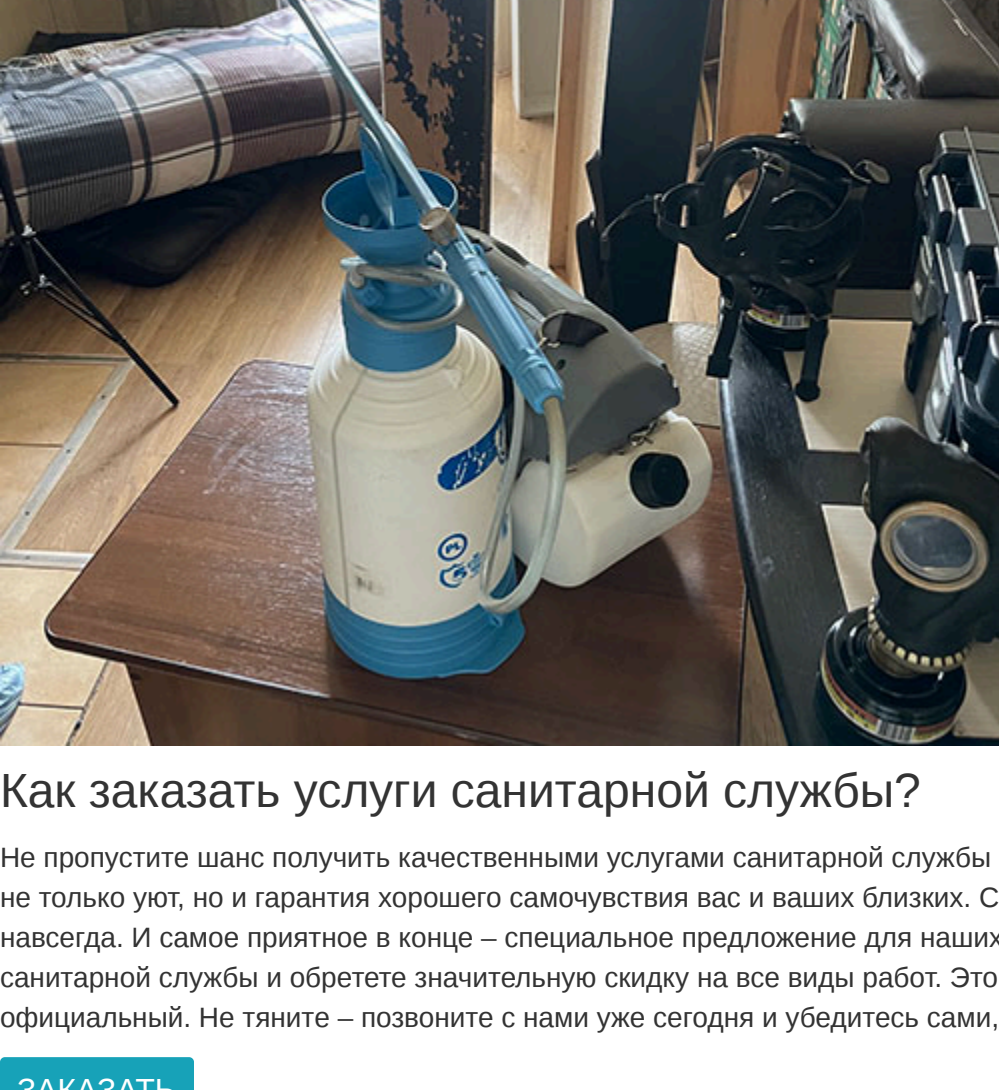 PL
Как заказать услуги санитарной службы?
Не пропустите шанс получить качественными услугами санитарной службы
не только уют, но и гарантия хорошего самочувствия вас и ваших близких. С
навсегда. И самое приятное в конце – специальное предложение для наших
санитарной службы и обретете значительную скидку на все виды работ. Это
официальный. Не тяните – позвоните с нами уже сегодня и убедитесь сами,
ЗАКАЗАТЬ